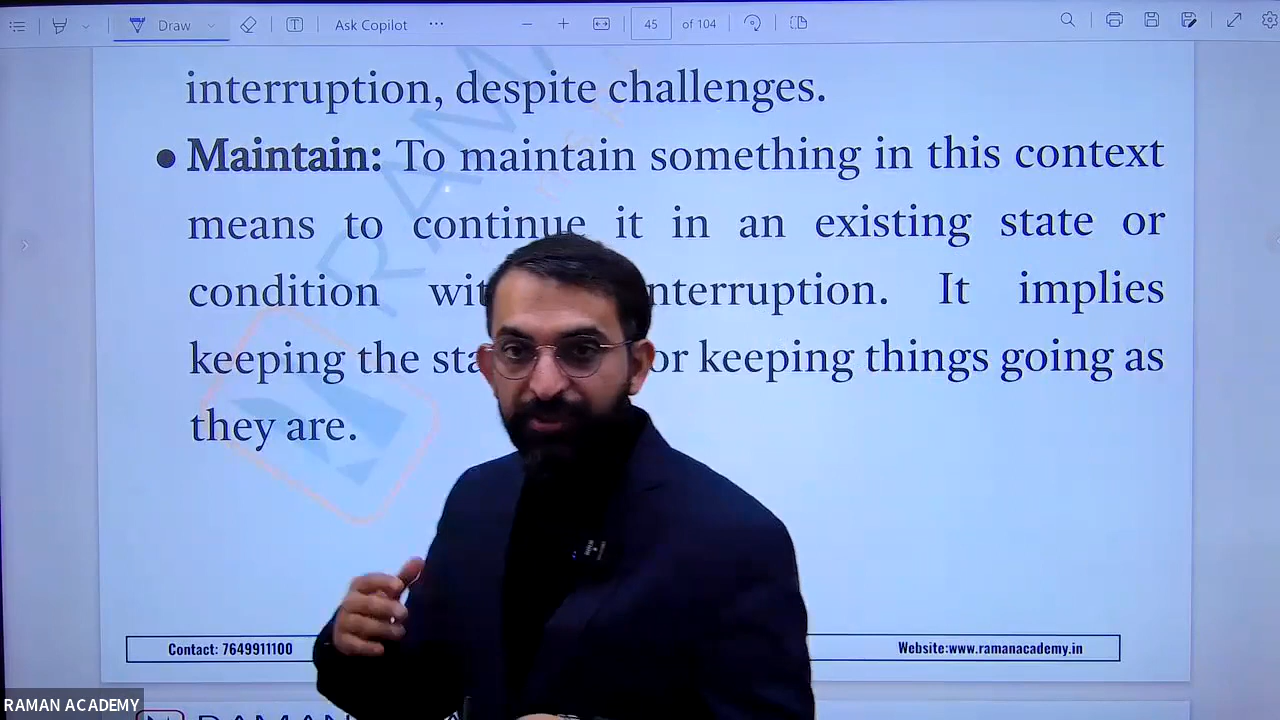 Draw
Ask Copilot
45 of 104
interruption, despite challenges.
• Maintain: To maintain something in this context
means to continue it in an existing state or
condition nterruption. It implies
keeping the sta or keeping things going as
they are.
Contact: 7649911100
Website:www.ramanacademy.in
RAMAN ACADEMY